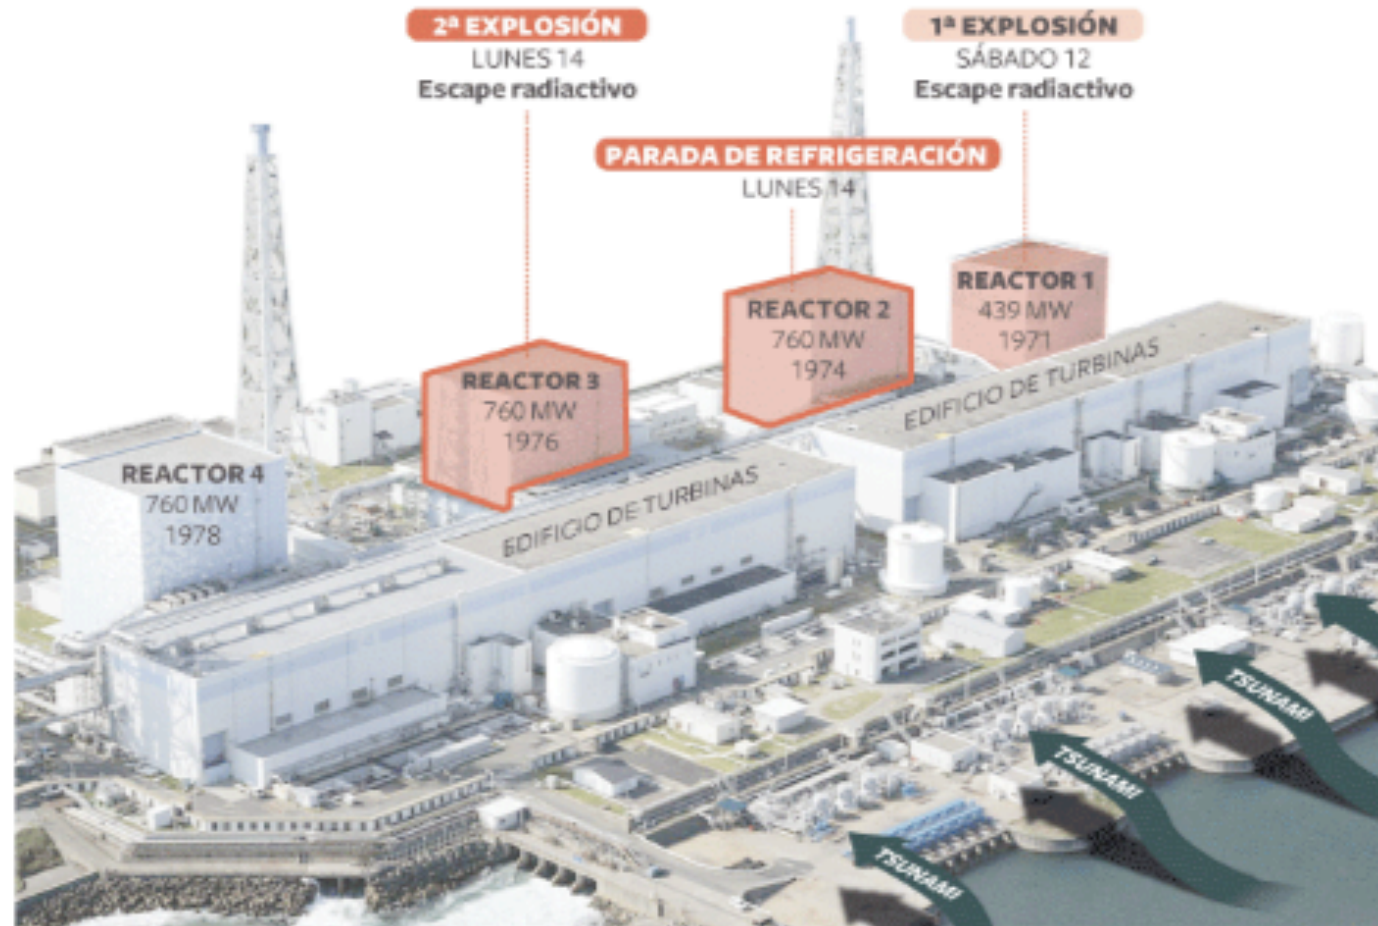 2ª EXPLOSIÓN
LUNES 14
Escape radiactivo
1ª EXPLOSIÓN
SÁBADO 12
Escape radiactivo
PARADA DE REFRIGERACIÓN
LUNES 14
REACTOR 1
439 MW
1971
REACTOR 2
760 MW
1974
REACTOR 3
760 MW
1976
REACTOR 4
760 MW
1978
EDIFICIO DE TURBINAS
EDIFICIO DE TURBINAS
TSUNAMI
TSUNAMI
TSUNAMI